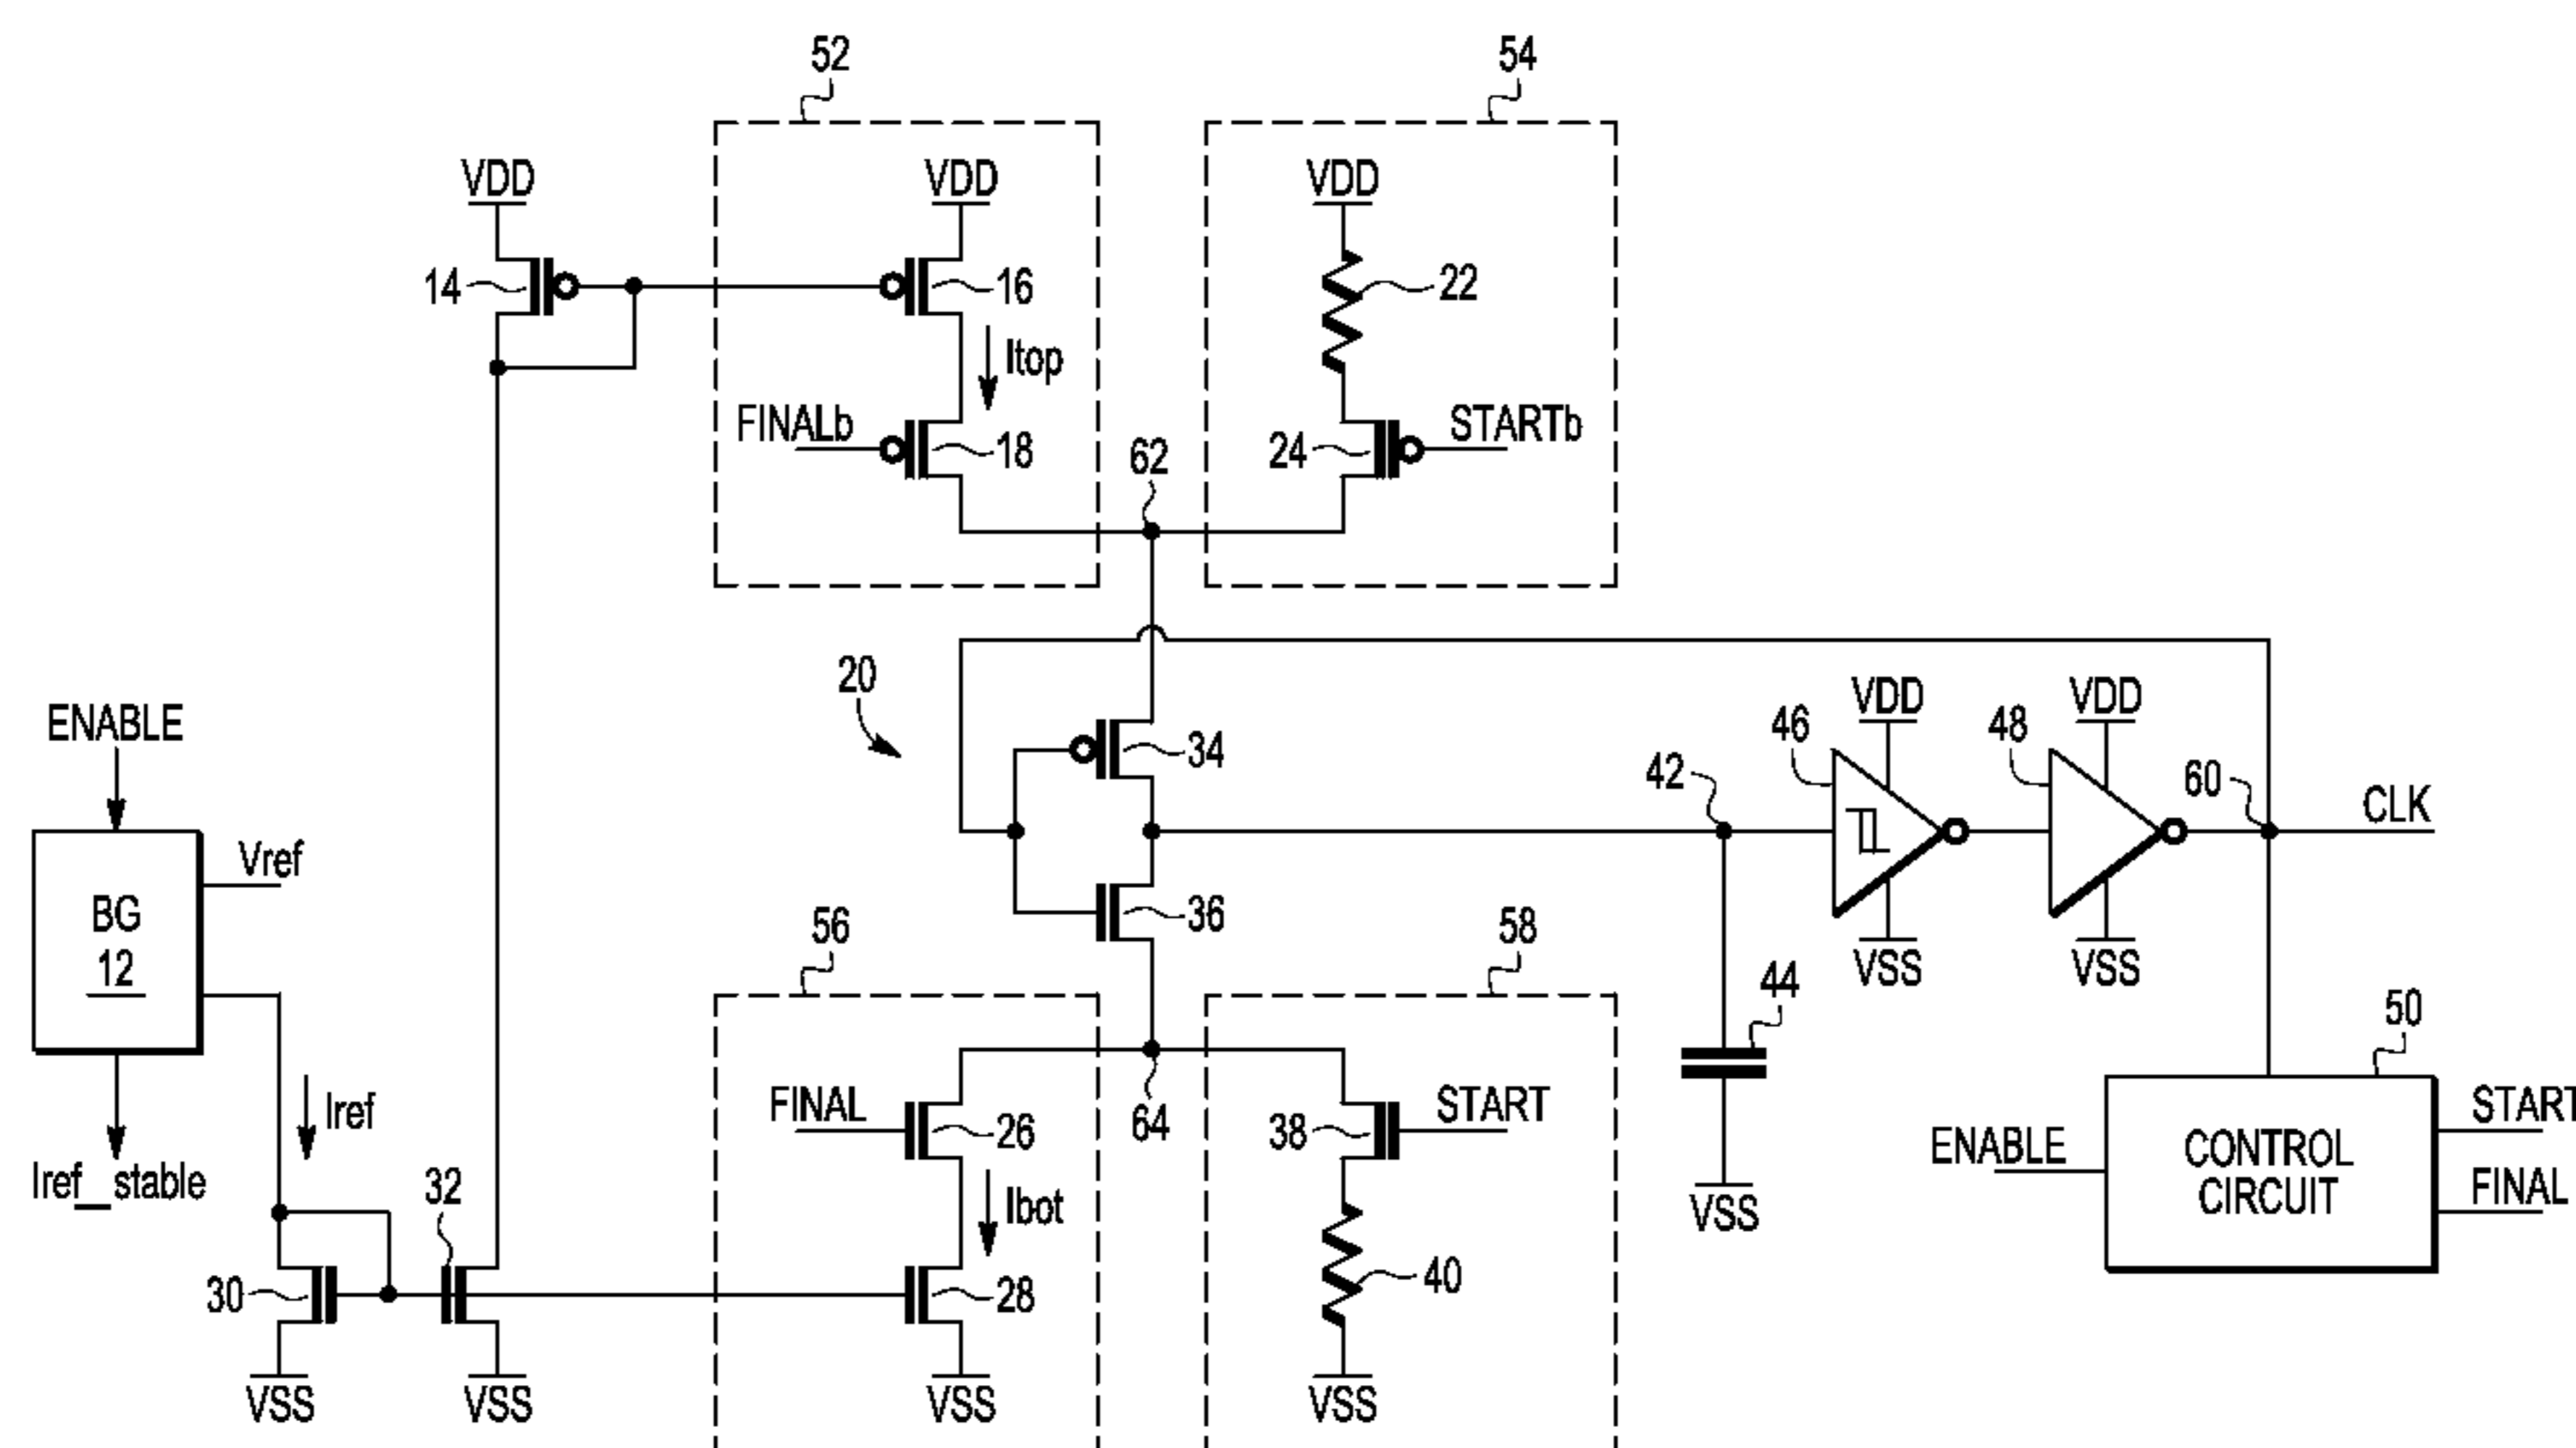 52
54
VDD
VDD
VDD
14
16
22
Itop
FINALb
18
62
24
STARTb
20
ENABLE
34
VDD
VDD
46
48
42
60
CLK
Vref
BG
12
36
56
58
VSS
VSS
44
50
Iref
Iref_stable
FINAL
26
64
38
START
START
ENABLE
CONTROL
CIRCUIT
FINAL
32
Ibot
VSS
30
28
40
VSS
VSS
VSS
VSS